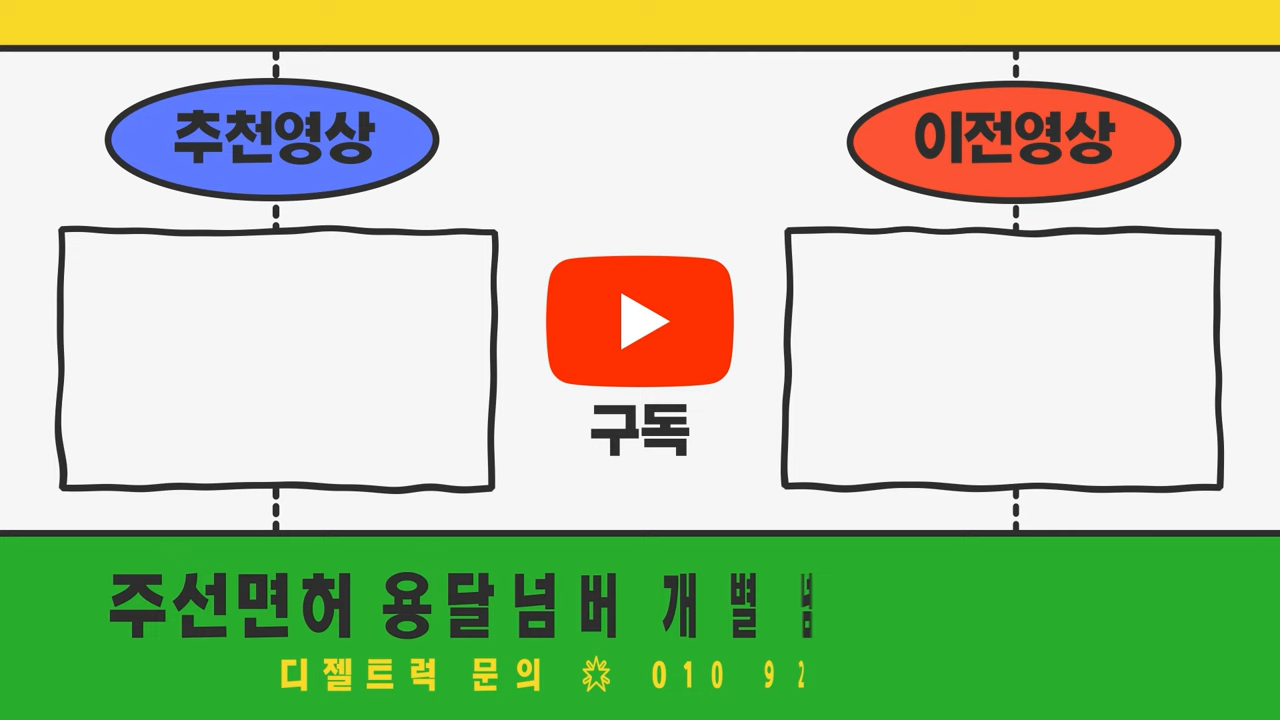 추천영상
이전영상
구독
주선면허 용달넘버 개별 넘
디젤트럭 문의 ※ 010 92